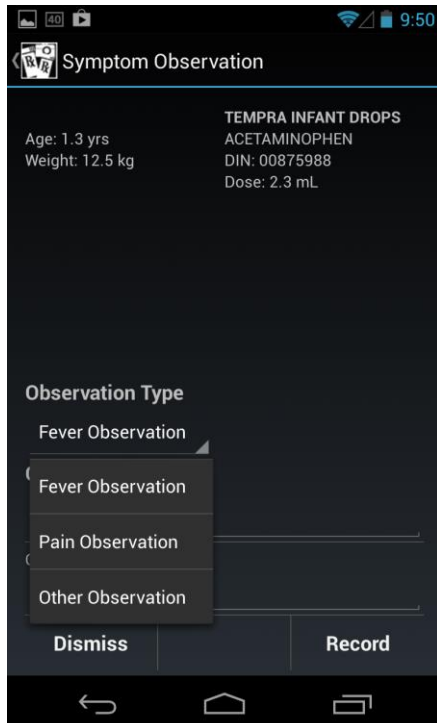 40
9:50
Symptom Observation
TEMPRA INFANT DROPS
Age: 1.3 yrs
ACETAMINOPHEN
Weight: 12.5 kg
DIN: 00875988
Dose: 2.3 mL
Observation Type
Fever Observation
Fever Observation
Pain Observation
Other Observation
Dismiss
Record